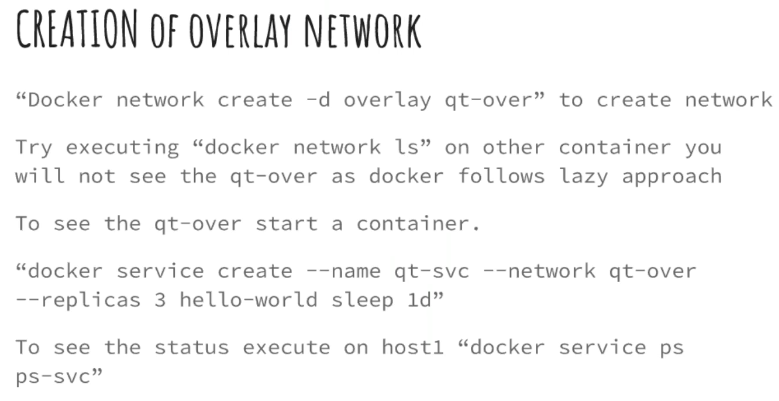 CREATION OF OVERLAY NETWORK
“Docker network create -d overlay qt-over” to create network
Try executing “docker network ls” on other container you
will not see the qt-over as docker follows lazy approach
To see the qt-over start a container.
“docker service create --name qt-svc --network qt-over
--replicas 3 hello-world sleep 1d”
To see the status execute on host1 “docker service ps
ps-svc”